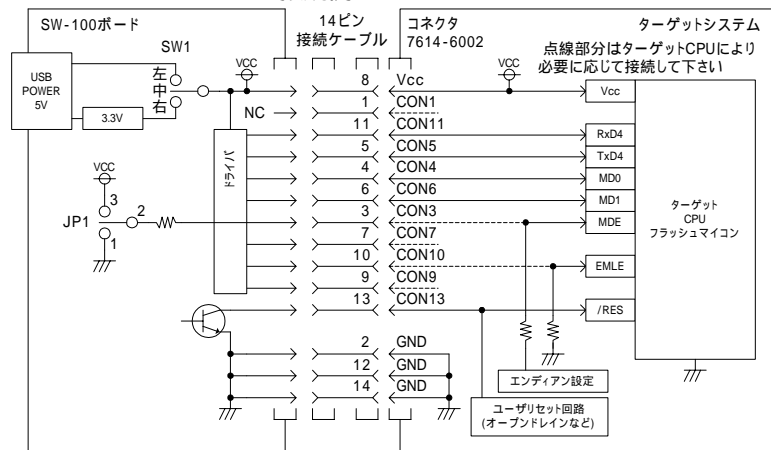 SW-100ボード
14ピン
接続ケーブル
コネクタ
7614-6002
ターゲットシステム
点線部分はターゲットCPUにより
必要に応じて接続して下さい
USB
POWER
5V
3.3V
SW1
左
中
右
VCC
NC
ドライバ
VCC
3
2
1
JP1
8 Vcc
1 CON1
11 CON11
5 CON5
4 CON4
6 CON6
3 CON3
7 CON7
10 CON10
9 CON9
13 CON13
2 GND
12 GND
14 GND
VCC
Vcc
RxD4
TxD4
MD0
MD1
MDE
EMLE
/RES
ターゲット
CPU
フラッシュマイコン
エンディアン設定
ユーザリセット回路
(オープンドレインなど)